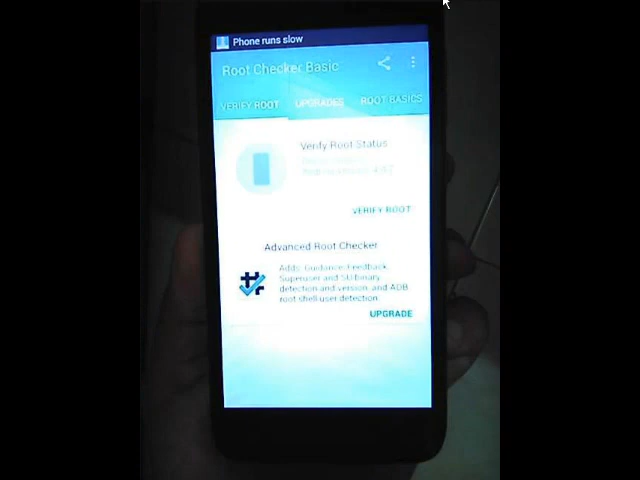 Phone runs slow
Root Checker Basic
VERIFY ROOT UPGRADES ROOT BASICS
Verify Root Status
VERIFY ROOT
Advanced Root Checker
Adds: Guidance, Feedback,
Superuser and SU binary
detection and version, and ADB
root shell user detection
UPGRADE